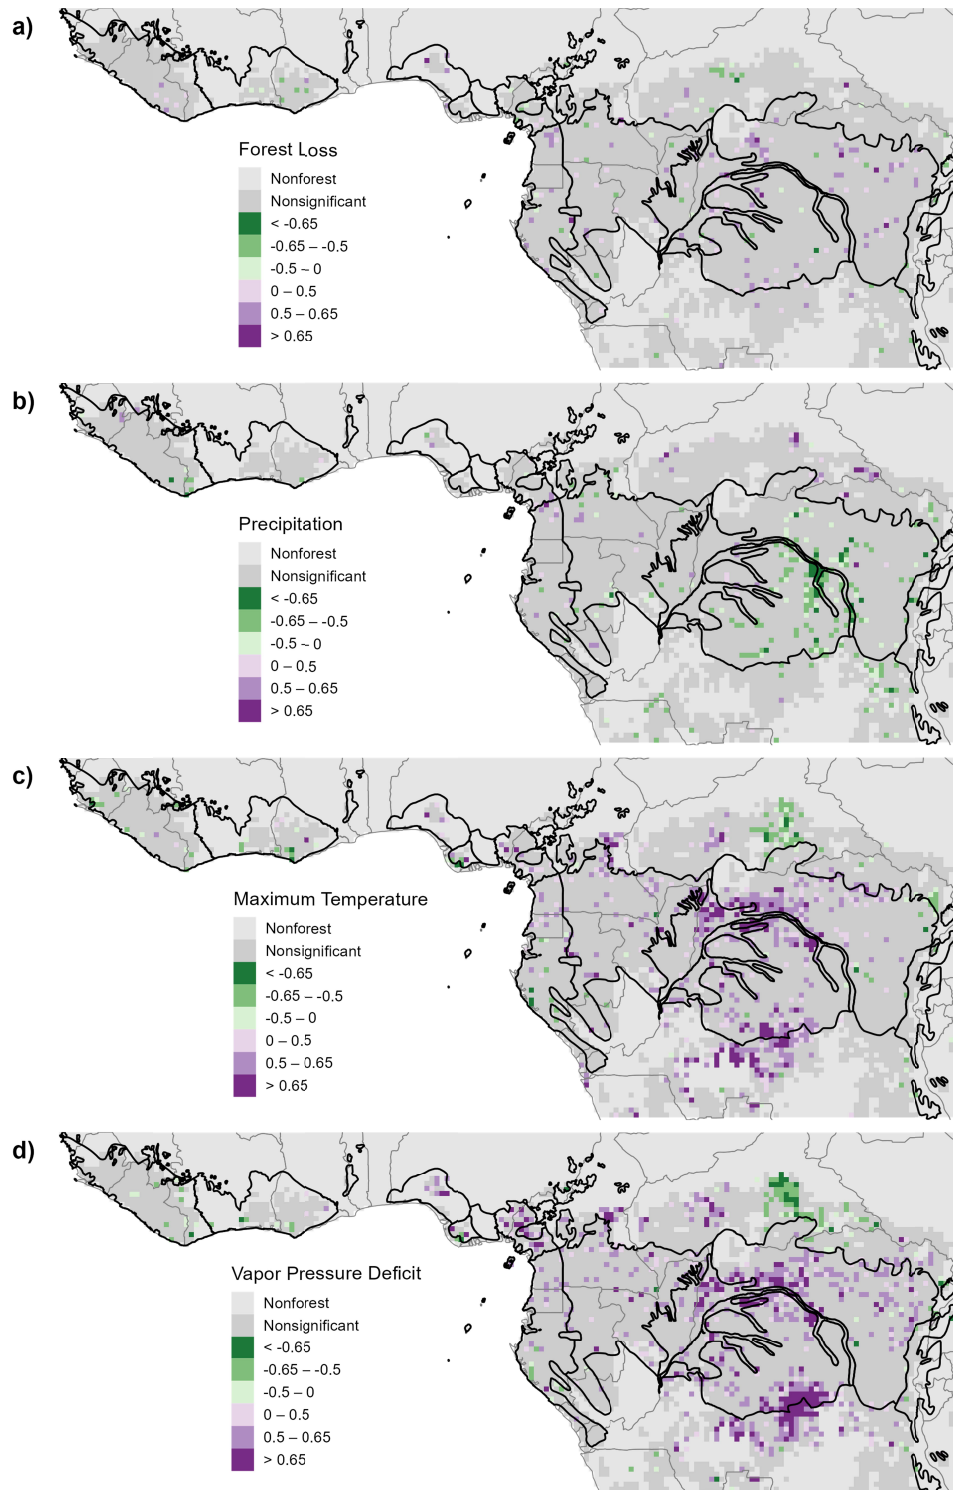 a)
Forest Loss
Nonforest
Nonsignificant
< -0.65
-0.65 – -0.5
-0.5 ~ 0
0 – 0.5
0.5 – 0.65
> 0.65
b)
Precipitation
Nonforest
Nonsignificant
< -0.65
-0.65 – -0.5
-0.5 ~ 0
0 – 0.5
0.5 – 0.65
> 0.65
c)
Maximum Temperature
Nonforest
Nonsignificant
< -0.65
-0.65 – -0.5
-0.5 – 0
0 – 0.5
0.5 – 0.65
> 0.65
d)
Vapor Pressure Deficit
Nonforest
Nonsignificant
< -0.65
-0.65 – -0.5
-0.5 – 0
0 – 0.5
0.5 – 0.65
> 0.65